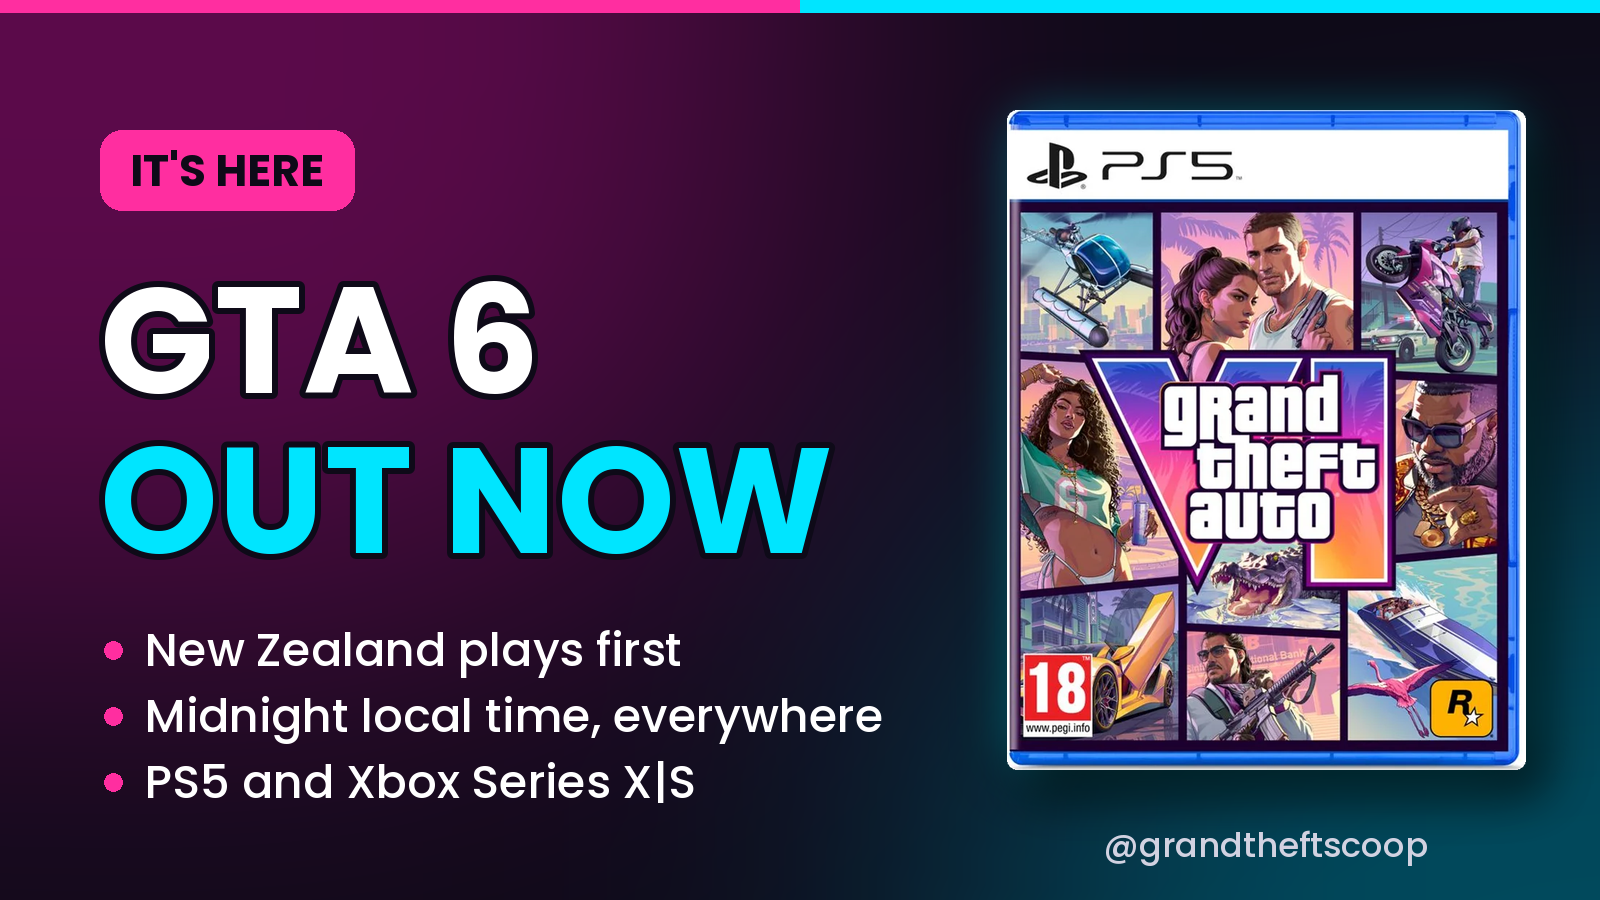 IT'S HERE
GTA 6
OUT NOW
New Zealand plays first
Midnight local time, everywhere
PS5 and Xbox Series X|S
PS5
grand
theft
auto
VI
18
www.pegi.info
R
@grandtheftscoop